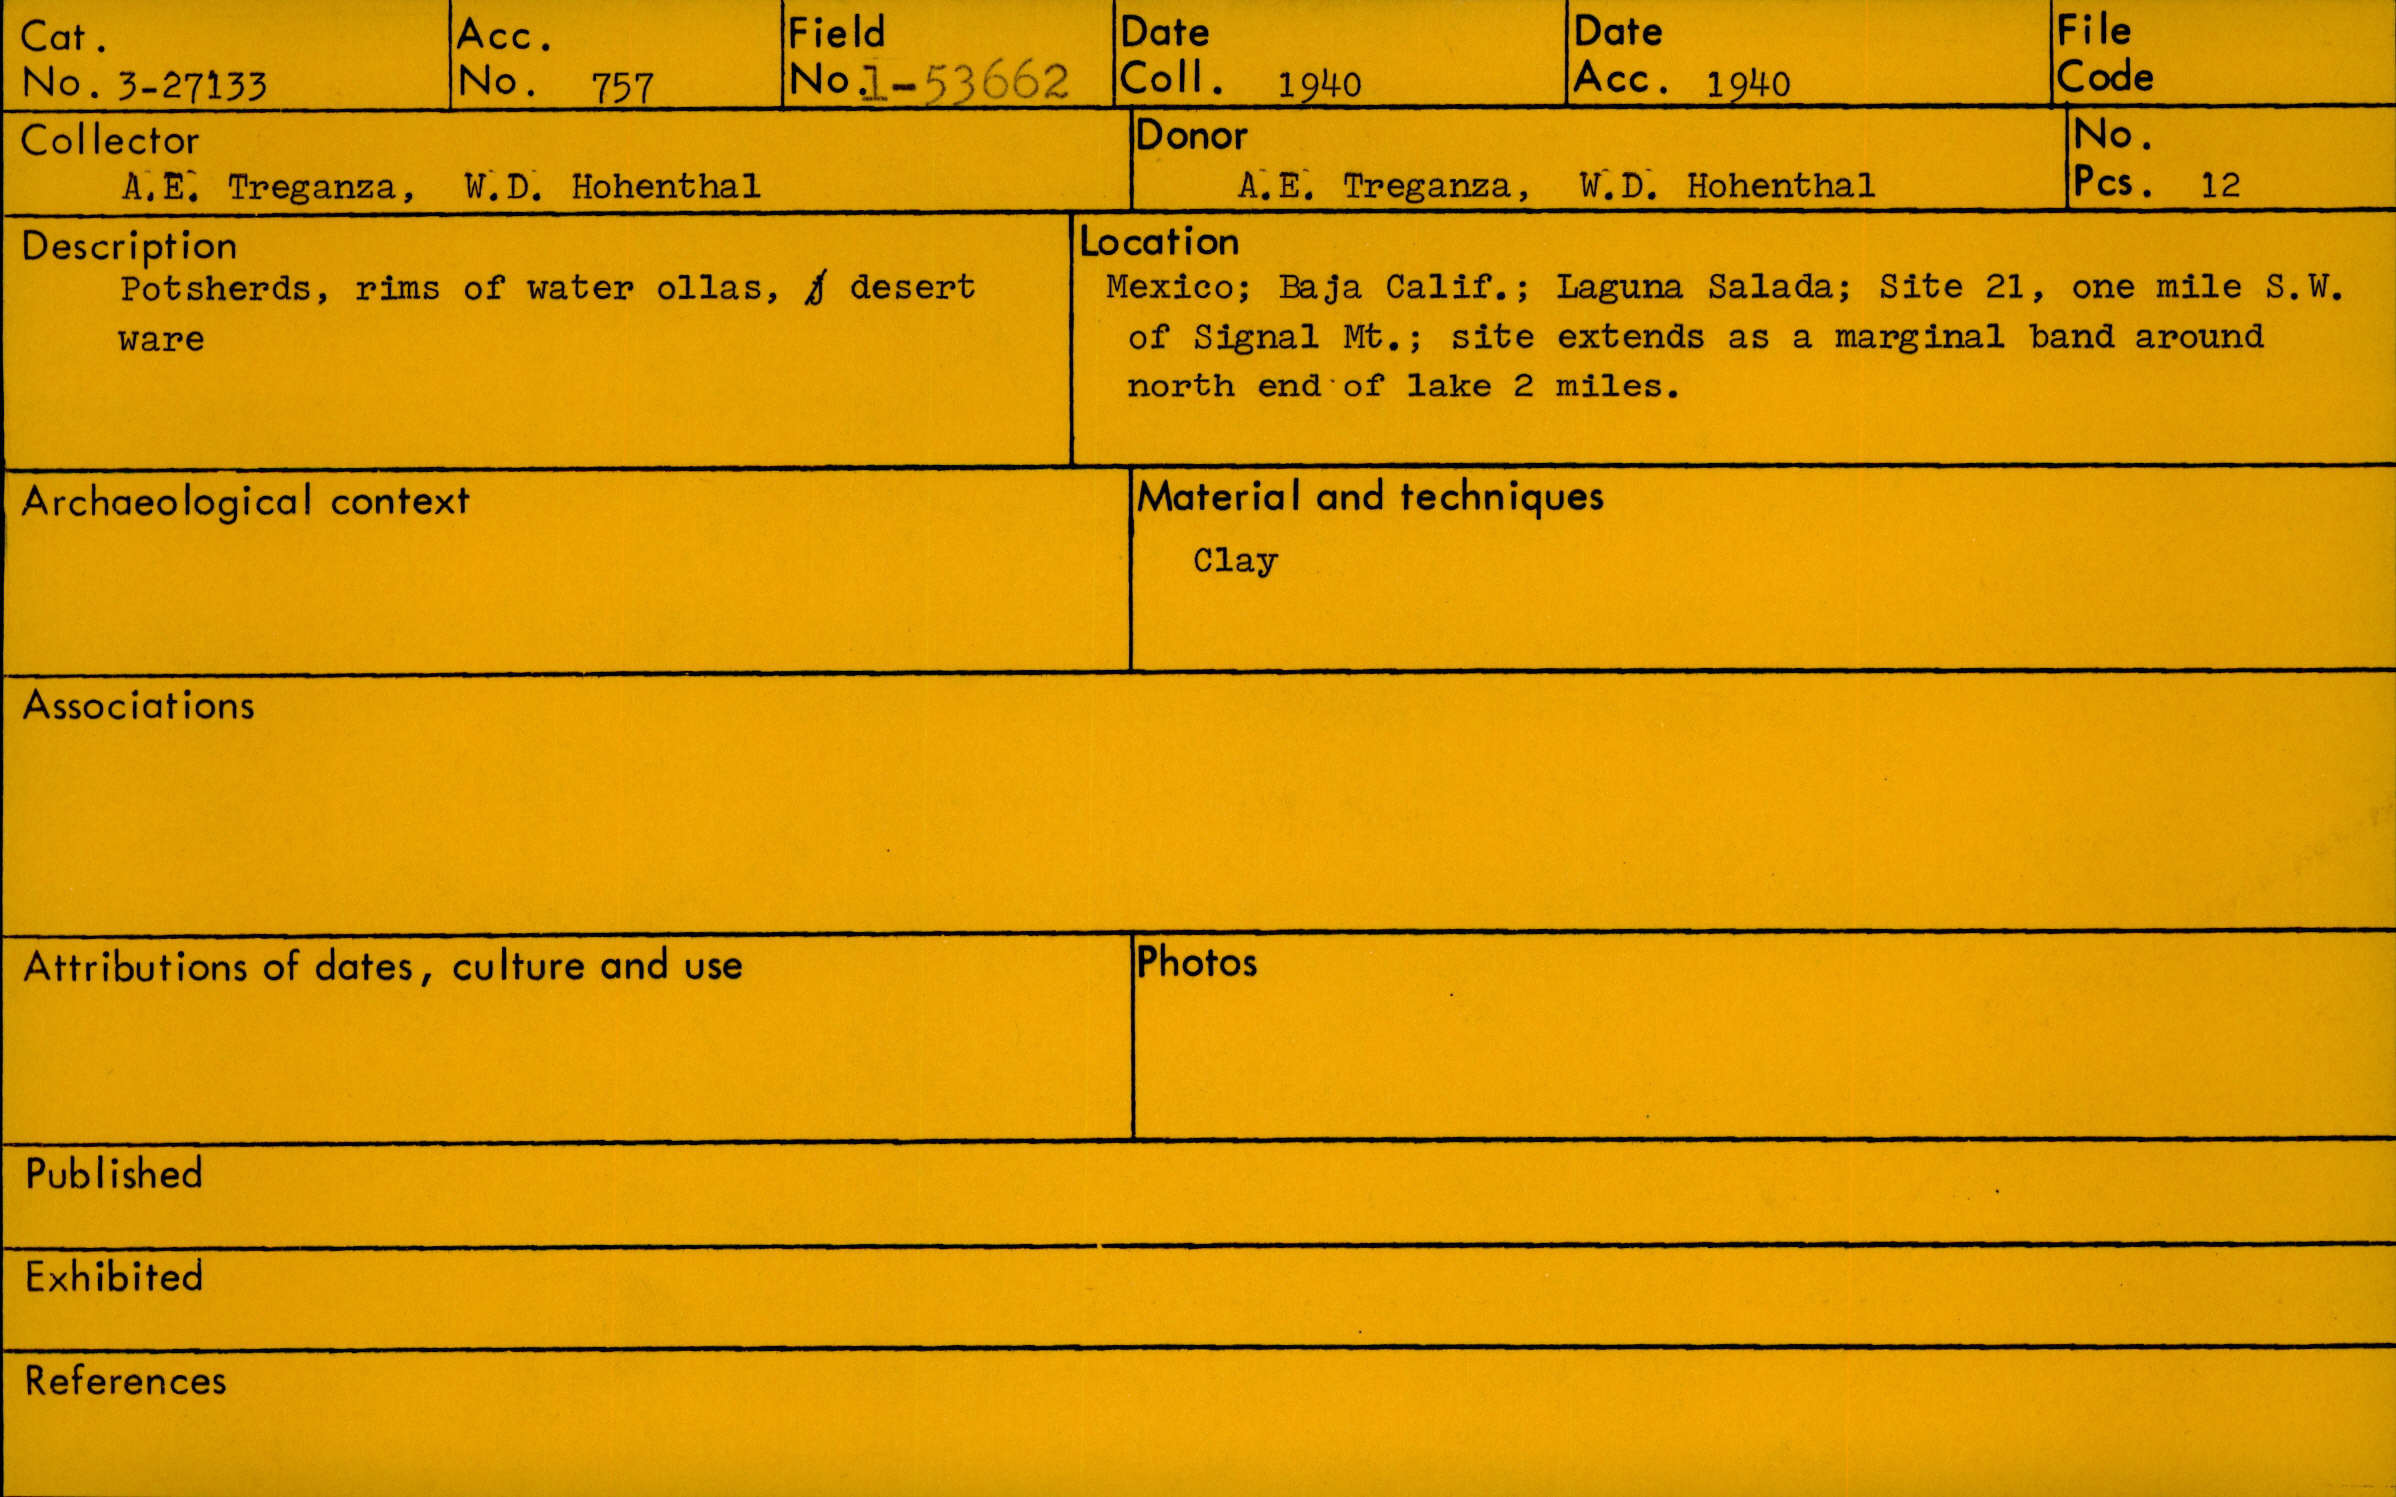 Cat. No. 3-27133
Acc. No. 757
Field No. 1-53662
Date Coll. 1940
Date Acc. 1940
File Code
Collector
A.E. Treganza, W.D. Hohenthal
Donor
A.E. Treganza, W.D. Hohenthal
No. Pcs. 12
Description
Potsherds, rims of water ollas, desert
ware
Location
Mexico; Baja Calif.; Laguna Salada; Site 21, one mile S.W.
of Signal Mt.; site extends as a marginal band around
north end of lake 2 miles.
Archaeological context
Material and techniques
Clay
Associations
Attributions of dates, culture and use
Photos
Published
Exhibited
References